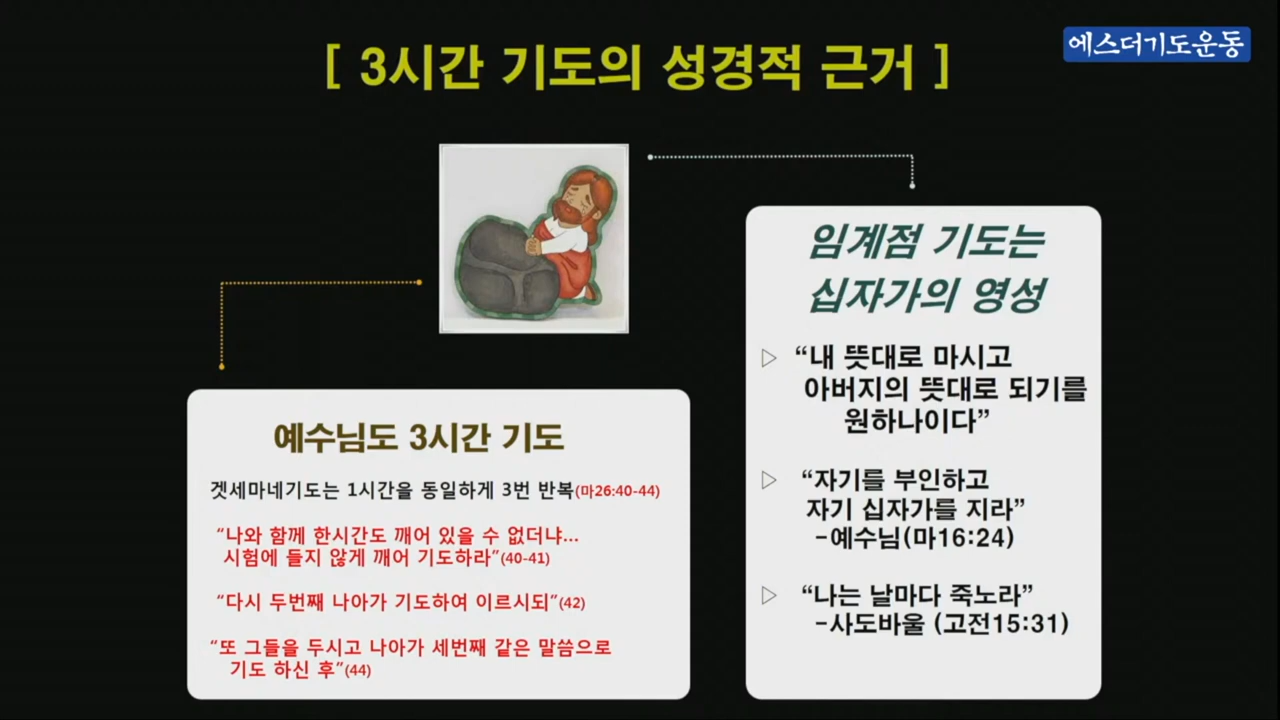 [ 3시간 기도의 성경적 근거 ]
에스더기도운동
예수님도 3시간 기도
겟세마네기도는 1시간을 동일하게 3번 반복(마26:40-44)
“나와 함께 한시간도 깨어 있을 수 없더냐...
시험에 들지 않게 깨어 기도하라”(40-41)
“다시 두번째 나아가 기도하여 이르시되”(42)
“또 그들을 두시고 나아가 세번째 같은 말씀으로
기도 하신 후”(44)
임계점 기도는
십자가의 영성
“내 뜻대로 마시고
아버지의 뜻대로 되기를
원하나이다”
“자기를 부인하고
자기 십자가를 지라”
-예수님(마16:24)
“나는 날마다 죽노라”
-사도바울 (고전15:31)